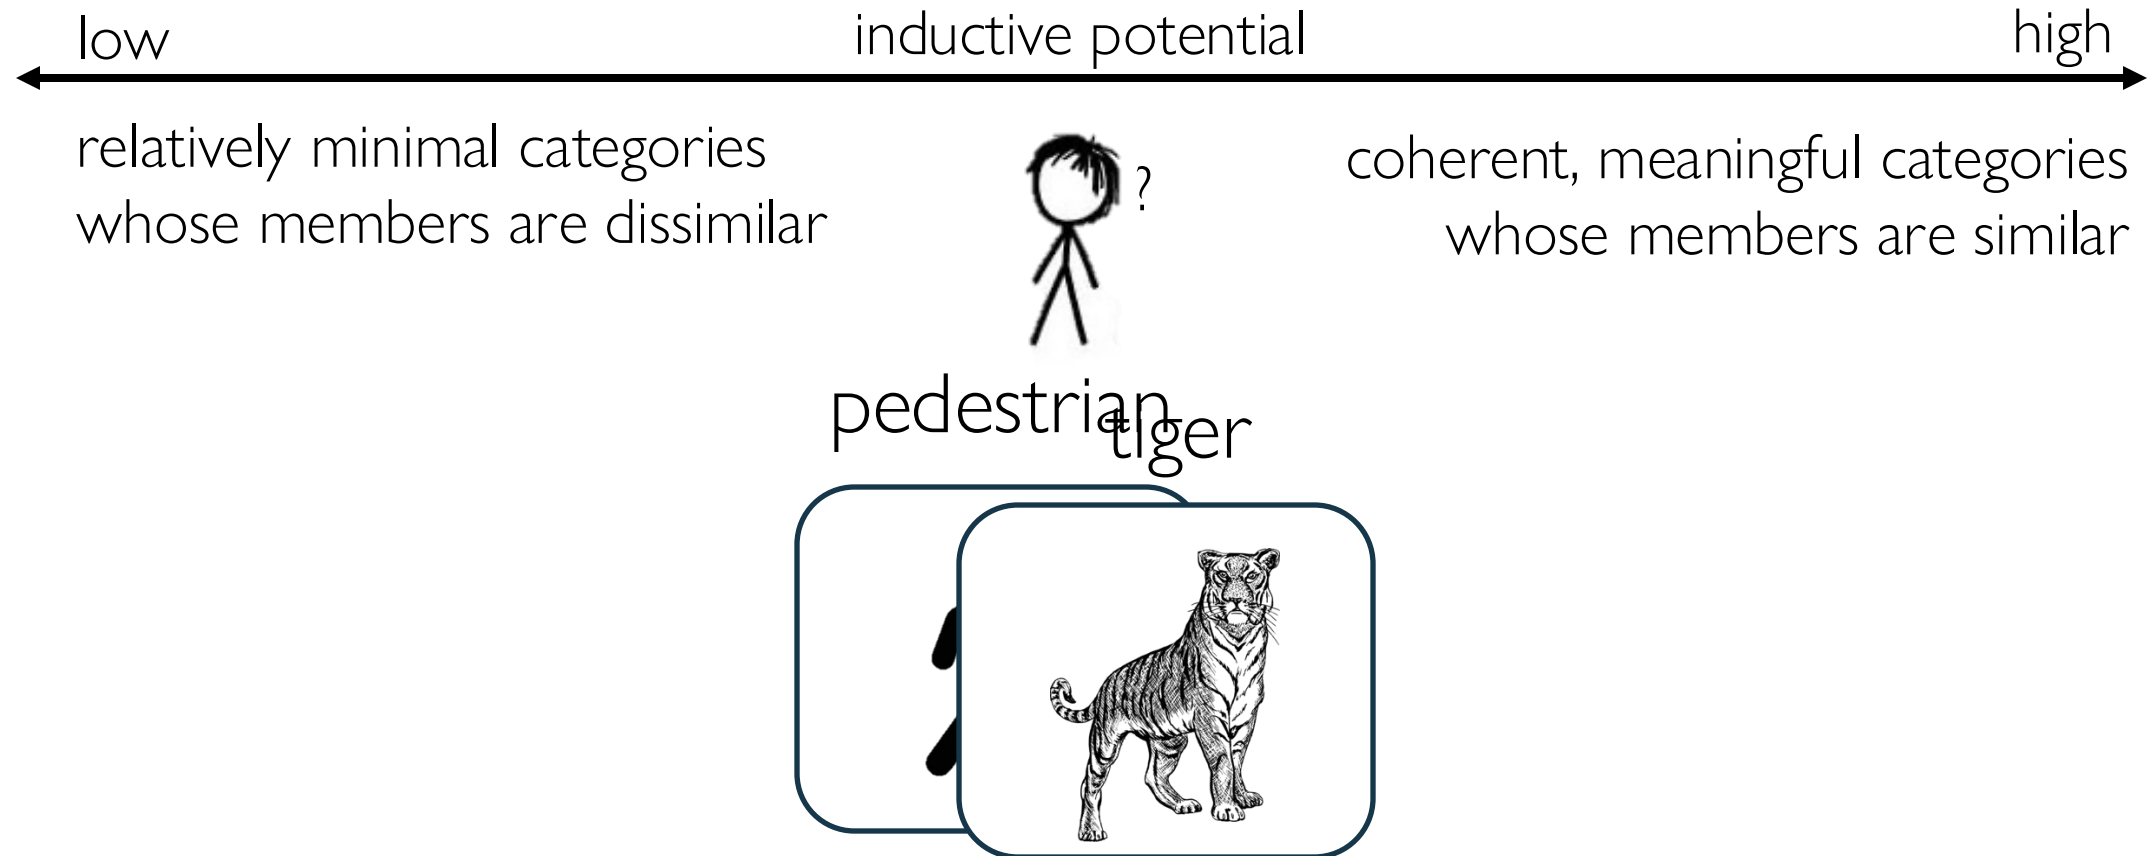 low
inductive potential
high
relatively minimal categories
whose members are dissimilar
?
coherent, meaningful categories
whose members are similar
pedestrian
tiger